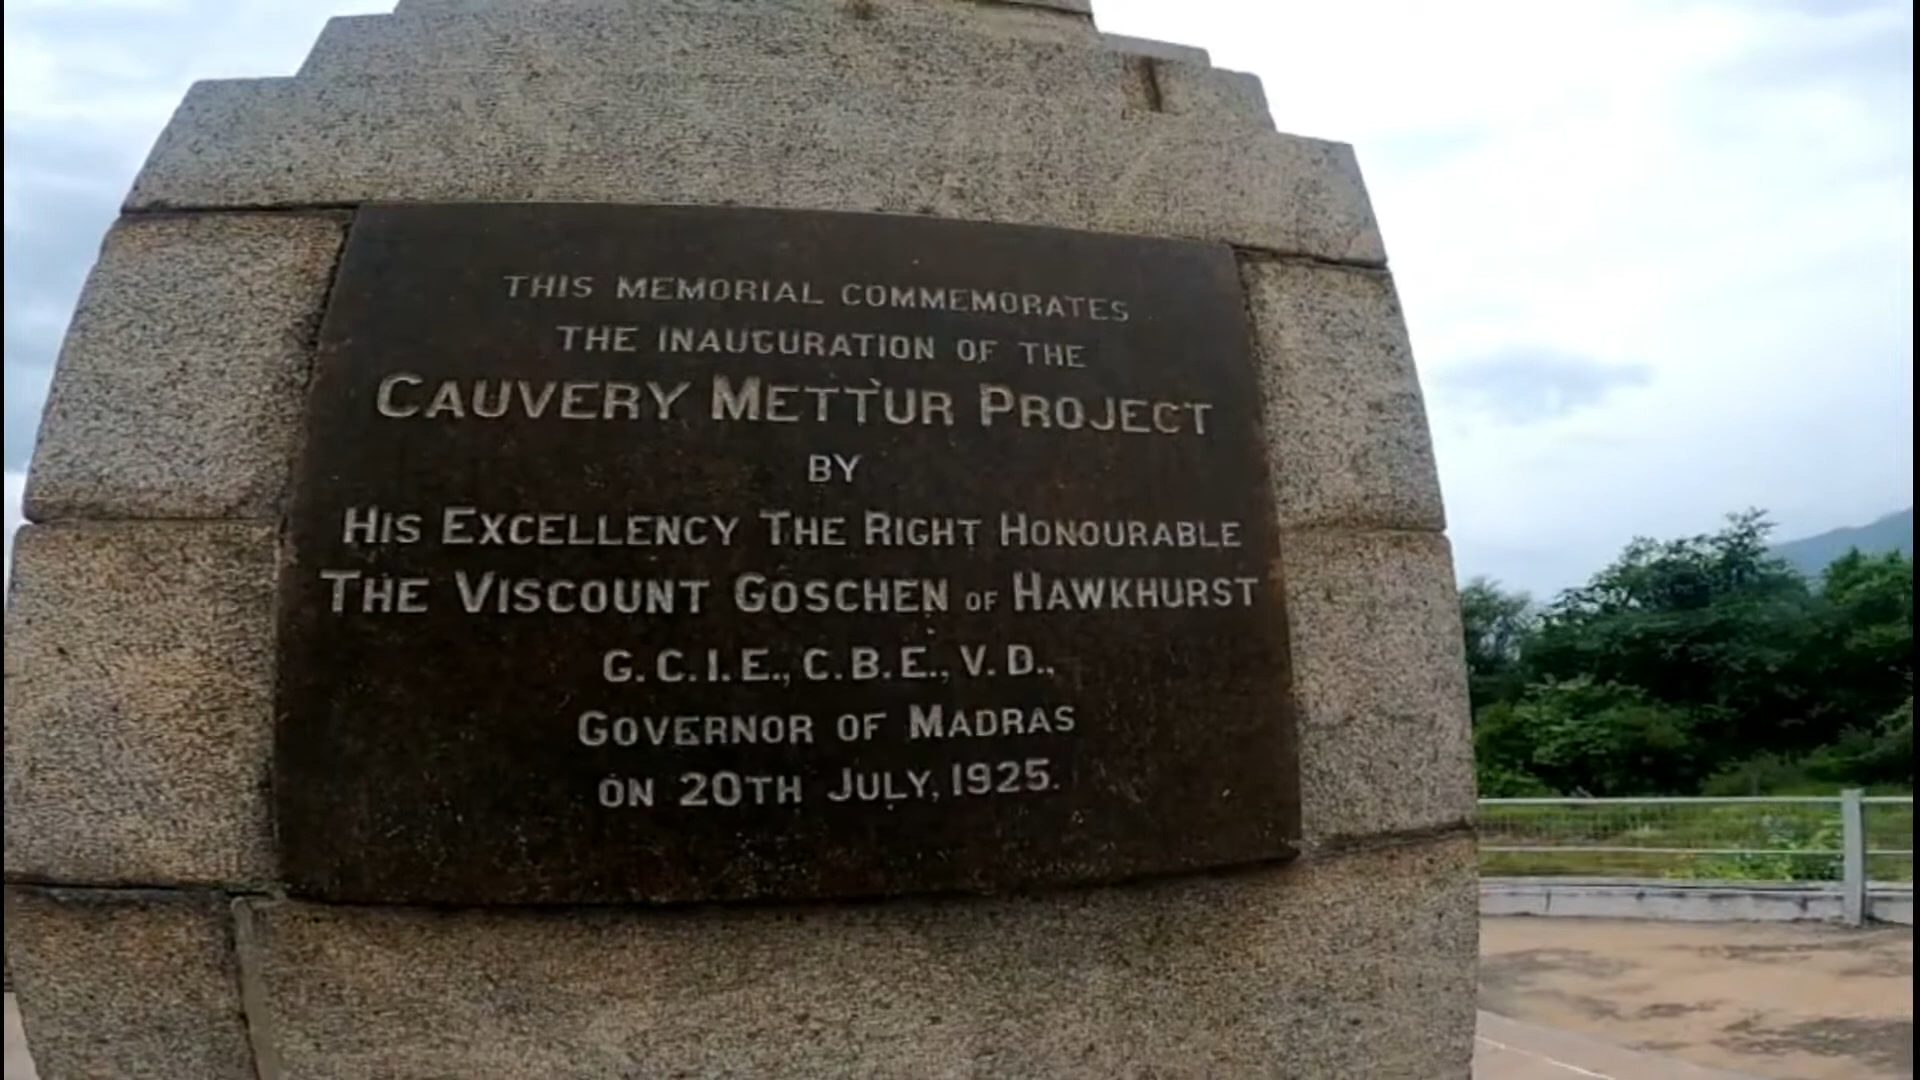 THIS MEMORIAL COMMEMORATES
THE INAUGURATION OF THE
CAUVERY METTUR PROJECT
BY
HIS EXCELLENCY THE RIGHT HONOURABLE
THE VISCOUNT GOSCHEN OF HAWKHURST
G.C.I.E., C.B.E., V.D.,
GOVERNOR OF MADRAS
ON 20TH JULY, 1925.